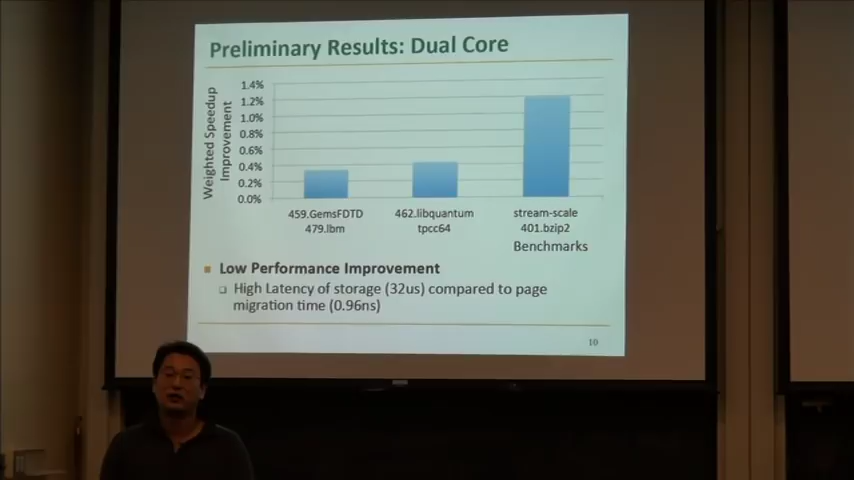 Preliminary Results: Dual Core
Weighted Speedup
Improvement
1.4%
1.2%
1.0%
0.8%
0.6%
0.4%
0.2%
0.0%
459.GemsFDTD
479.lbm
462.libquantum
tpcc64
stream-scale
401.bzip2
Benchmarks
Low Performance Improvement
High Latency of storage (32us) compared to page
migration time (0.96ns)
10